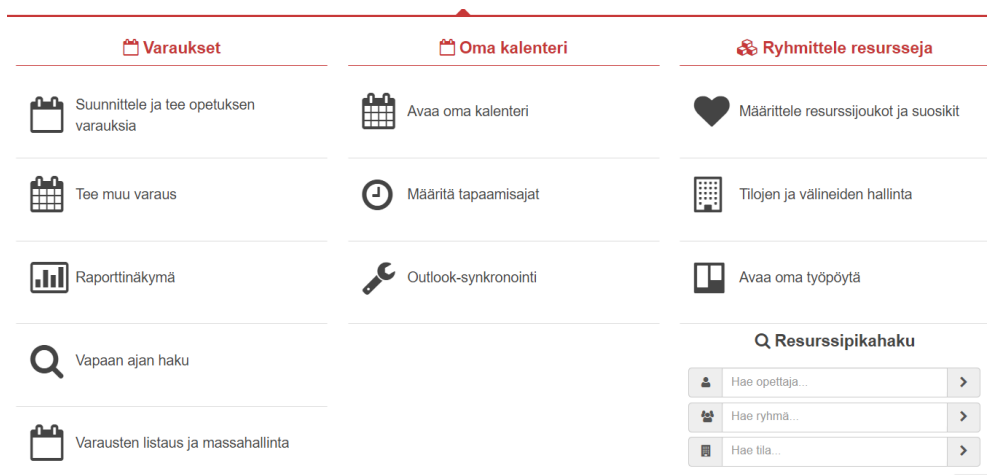 Varaukset
Suunnittele ja tee opetuksen
varauksia
Tee muu varaus
Raporttinäkymä
Vapaan ajan haku
Varausten listaus ja massahallinta
Oma kalenteri
Avaa oma kalenteri
Määritä tapaamisajat
Outlook-synkronointi
Ryhmittele resursseja
Määrittele resurssijoukot ja suosikit
Tilojen ja välineiden hallinta
Avaa oma työpöytä
Resurssipikahaku
Hae opettaja...
Hae ryhmä...
Hae tila...